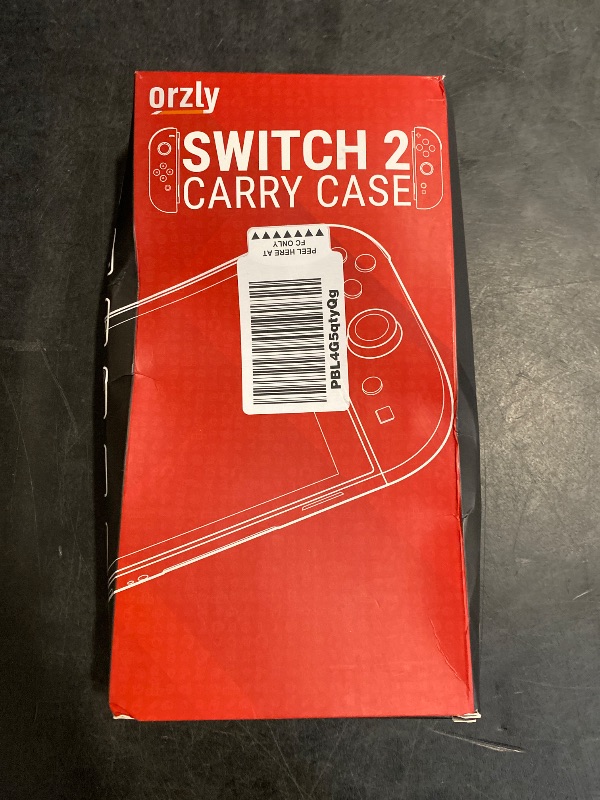 orzly
SWITCH 2
CARRY CASE
PEEL HERE AT
FC ONLY
PBL4G5qtyQg